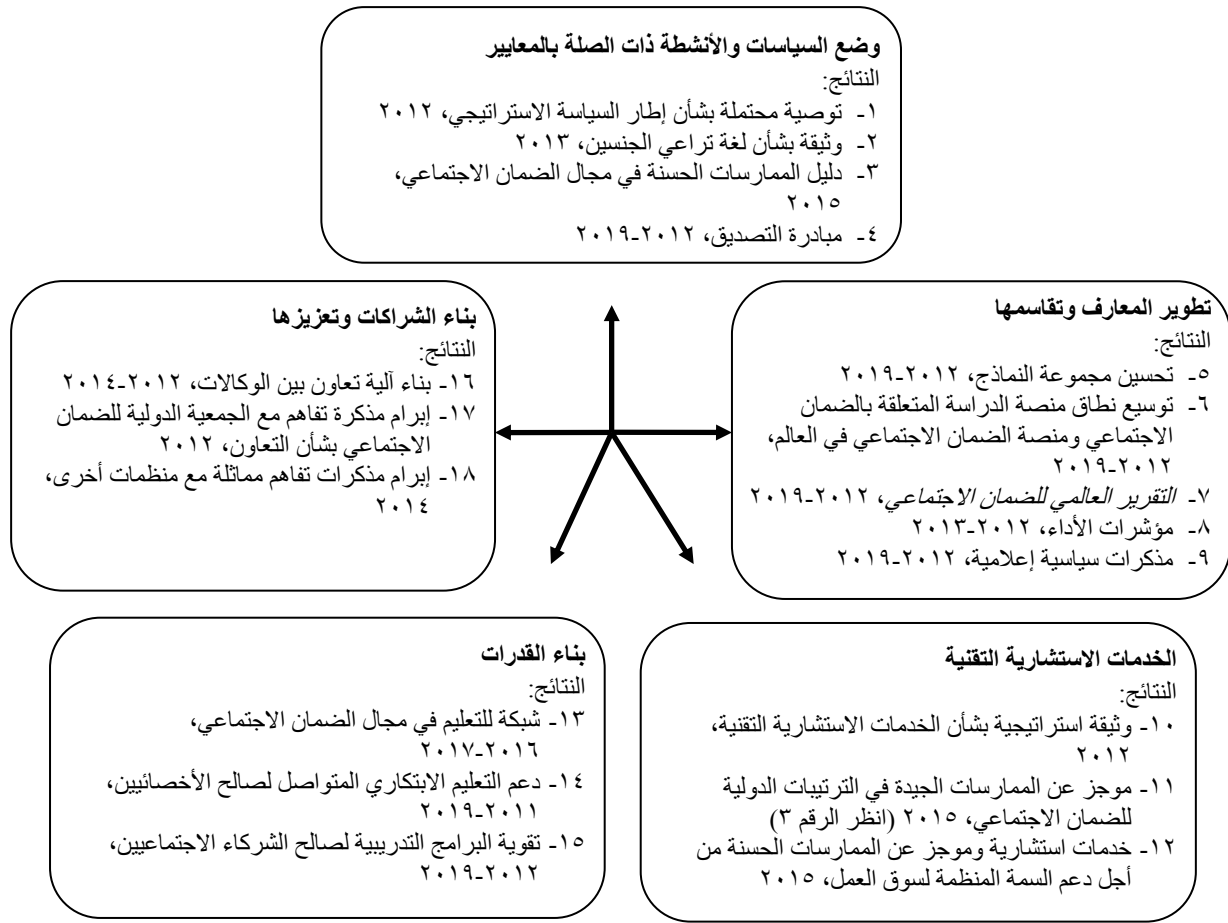 وضع السياسات والأنشطة ذات الصلة بالمعايير
النتائج:
١- توصية محتملة بشأن إطار السياسة الاستراتيجي، ٢٠١٢
٢- وثيقة بشأن لغة تراعي الجنسين، ٢٠١٣
٣- دليل الممارسات الحسنة في مجال الضمان الاجتماعي،
٢٠١٥
٤- مبادرة التصديق، ٢٠١٢-٢٠١٩
تطوير المعارف وتقاسمها
النتائج:
٥- تحسين مجموعة النماذج، ٢٠١٢-٢٠١٩
٦- توسيع نطاق منصة الدراسة المتعلقة بالضمان
الاجتماعي ومنصة الضمان الاجتماعي في العالم،
٢٠١٢-٢٠١٩
٧- التقرير العالمي للضمان الاجتماعي، ٢٠١٢-٢٠١٩
٨- مؤشرات الأداء، ٢٠١٢-٢٠١٣
٩- مذكرات سياسية إعلامية، ٢٠١٢-٢٠١٩
بناء الشراكات وتعزيزها
النتائج:
١٦- بناء آلية تعاون بين الوكالات، ٢٠١٢-٢٠١٤
١٧- إبرام مذكرة تفاهم مع الجمعية الدولية للضمان
الاجتماعي بشأن التعاون، ٢٠١٢
١٨- إبرام مذكرات تفاهم مماثلة مع منظمات أخرى،
٢٠١٤
الخدمات الاستشارية التقنية
النتائج:
١٠- وثيقة استراتيجية بشأن الخدمات الاستشارية التقنية،
٢٠١٢
١١- موجز عن الممارسات الجيدة في الترتيبات الدولية
للضمان الاجتماعي، ٢٠١٥ (انظر الرقم ٣)
١٢- خدمات استشارية وموجز عن الممارسات الحسنة من
أجل دعم السمة المنظمة لسوق العمل، ٢٠١٥
بناء القدرات
النتائج:
١٣- شبكة للتعليم في مجال الضمان الاجتماعي،
٢٠١٦-٢٠١٧
١٤- دعم التعليم الابتكاري المتواصل لصالح الأخصائيين،
٢٠١١-٢٠١٩
١٥- تقوية البرامج التدريبية لصالح الشركاء الاجتماعيين،
٢٠١٢-٢٠١٩